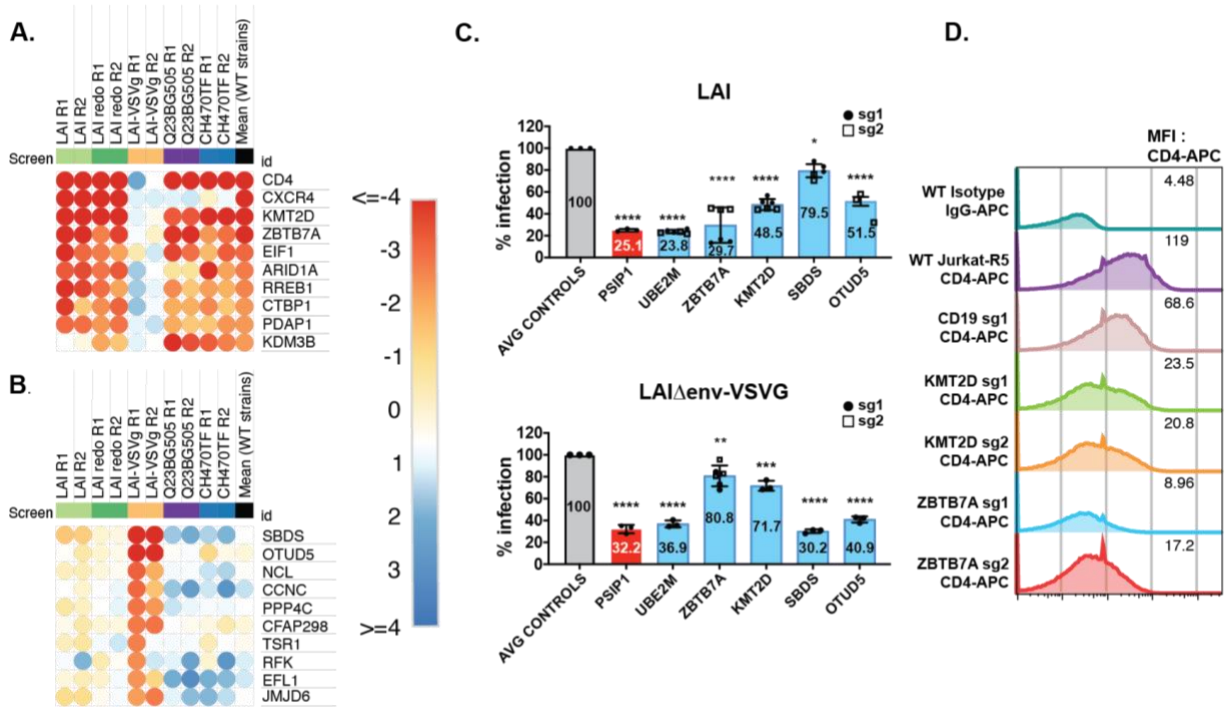 A.
LAI R1
LAI R2
LAI redo R1
LAI redo R2
LAI-VSVg R1
LAI-VSVg R2
Q23BG505 R1
Q23BG505 R2
CH470TF R1
CH470TF R2
Mean (WT strains)
Screen
id
CD4
CXCR4
KMT2D
ZBTB7A
EIF1
ARID1A
RREB1
CTBP1
PDAP1
KDM3B
B.
LAI R1
LAI R2
LAI redo R1
LAI redo R2
LAI-VSVg R1
LAI-VSVg R2
Q23BG505 R1
Q23BG505 R2
CH470TF R1
CH470TF R2
Mean (WT strains)
Screen
id
SBDS
OTUD5
NCL
CCNC
PPP4C
CFAP298
TSR1
RFK
EFL1
JMJD6
<=-4
-3
-2
-1
0
1
2
3
>=4
C.
LAI
sg1
sg2
% infection
120
100
80
60
40
20
0
100
25.1
23.8
29.7
48.5
79.5
51.5
****
****
****
****
*
****
AVG CONTROLS
PSIP1
UBE2M
ZBTB7A
KMT2D
SBDS
OTUD5
LAIΔenv-VSVG
sg1
sg2
% infection
120
100
80
60
40
20
0
100
32.2
36.9
80.8
71.7
30.2
40.9
****
****
**
***
****
****
AVG CONTROLS
PSIP1
UBE2M
ZBTB7A
KMT2D
SBDS
OTUD5
D.
MFI :
CD4-APC
WT Isotype
IgG-APC
4.48
WT Jurkat-R5
CD4-APC
119
CD19 sg1
CD4-APC
68.6
KMT2D sg1
CD4-APC
23.5
KMT2D sg2
CD4-APC
20.8
ZBTB7A sg1
CD4-APC
8.96
ZBTB7A sg2
CD4-APC
17.2